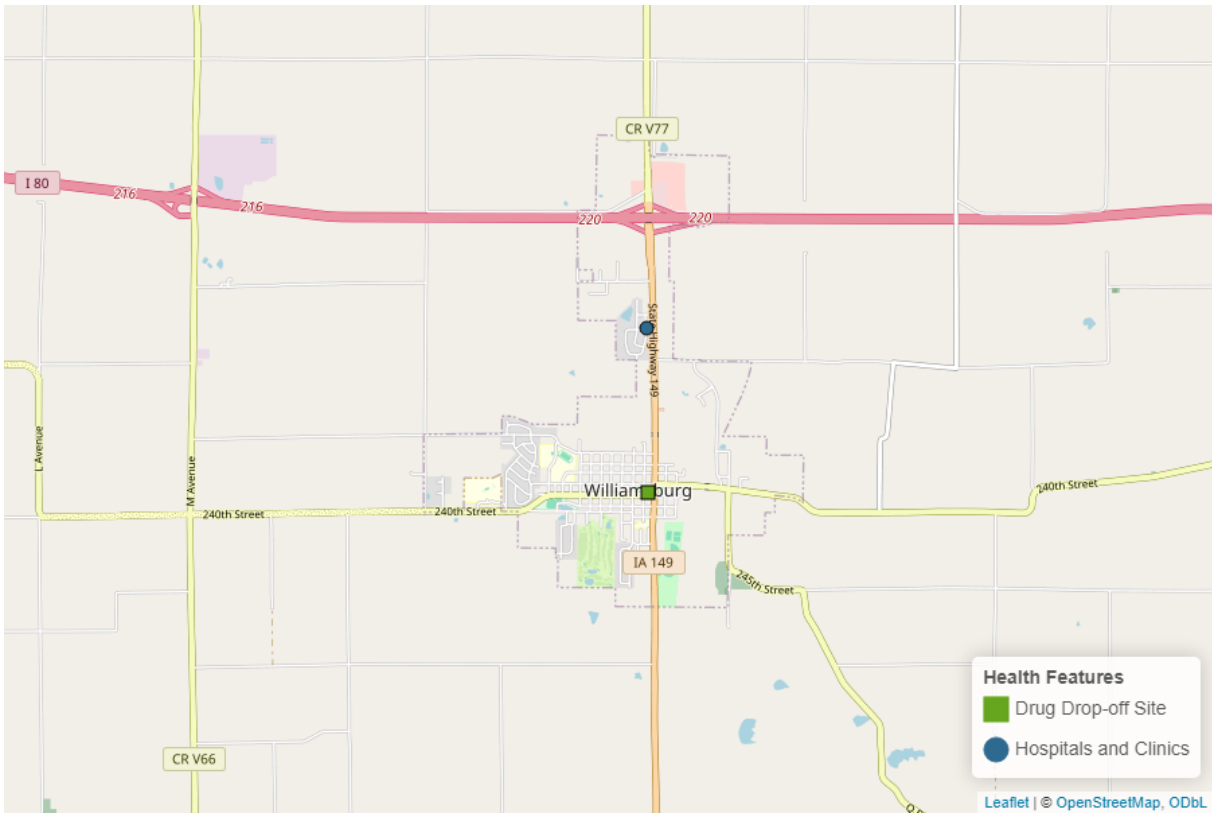 CR V77
I 80
216
216
220
220
State Highway 149
L Avenue
M Avenue
Williamsburg
240th Street
240th Street
240th Street
IA 149
245th Street
CR V66
Health Features
Drug Drop-off Site
Hospitals and Clinics
Leaflet | © OpenStreetMap, ODbL